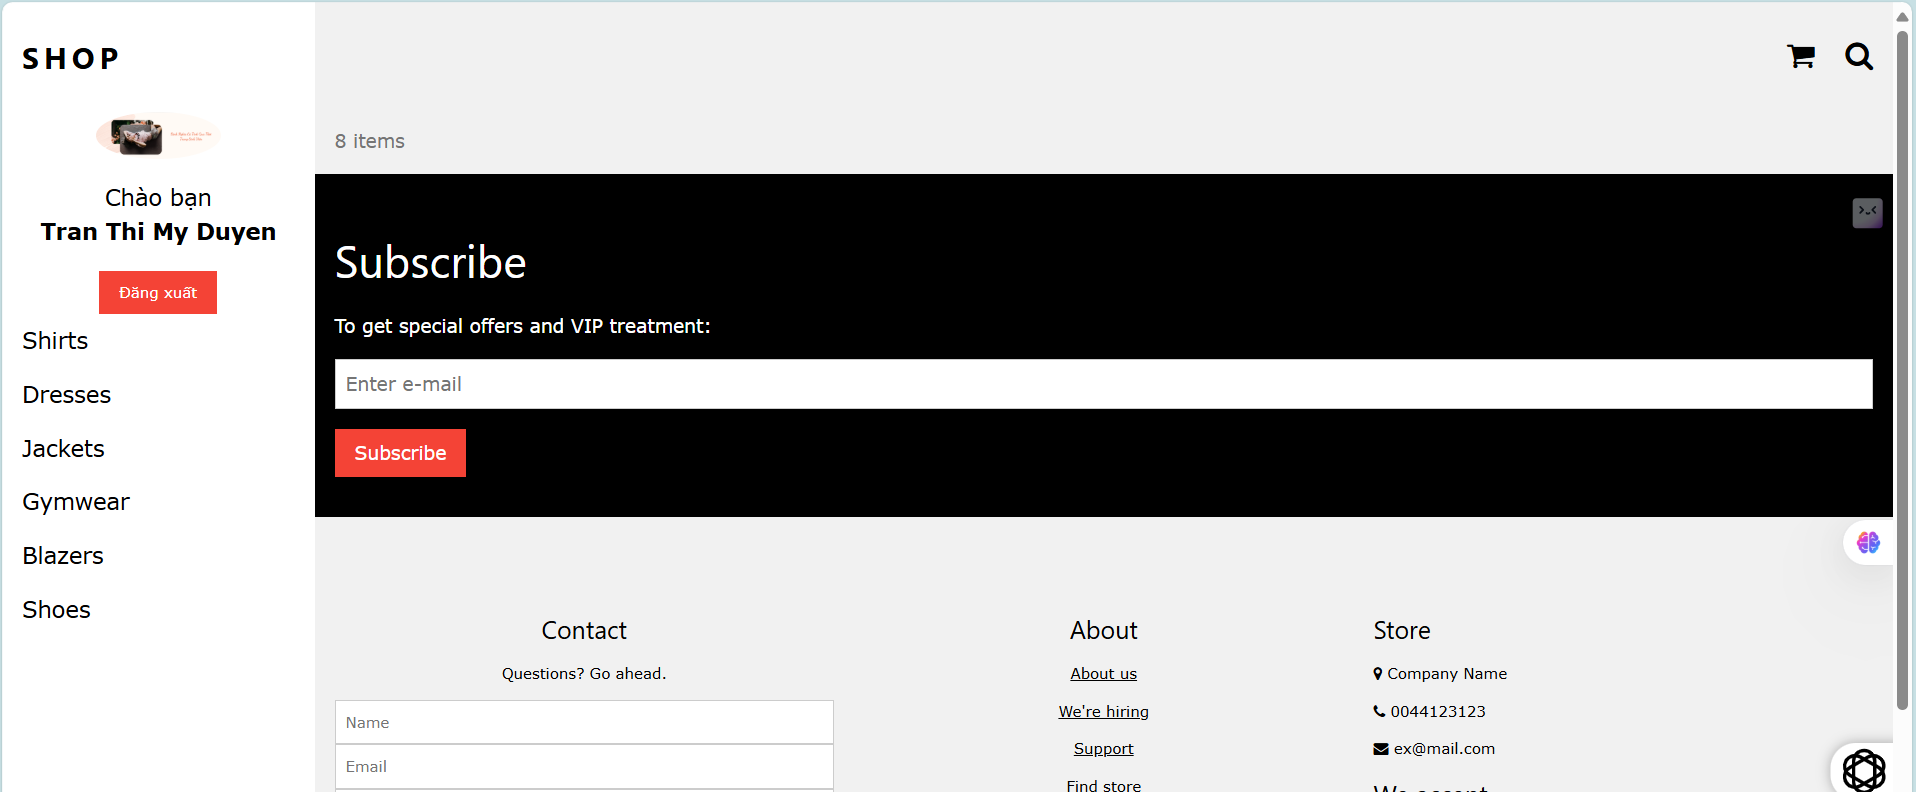 SHOP
Chào bạn
Tran Thi My Duyen
Đăng xuất
Shirts
Dresses
Jackets
Gymwear
Blazers
Shoes
8 items
Subscribe
To get special offers and VIP treatment:
Enter e-mail
Subscribe
Contact
Questions? Go ahead.
Name
Email
About
About us
We're hiring
Support
Find store
Store
Company Name
0044123123
ex@mail.com
We accept